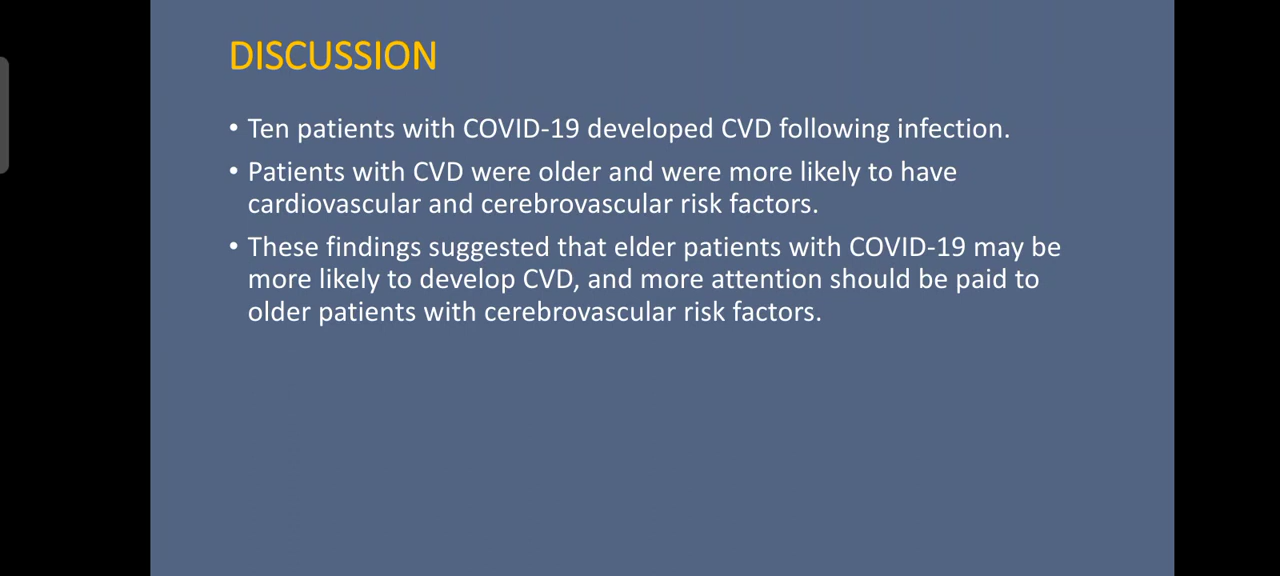 DISCUSSION
• Ten patients with COVID-19 developed CVD following infection.
• Patients with CVD were older and were more likely to have
cardiovascular and cerebrovascular risk factors.
• These findings suggested that elder patients with COVID-19 may be
more likely to develop CVD, and more attention should be paid to
older patients with cerebrovascular risk factors.